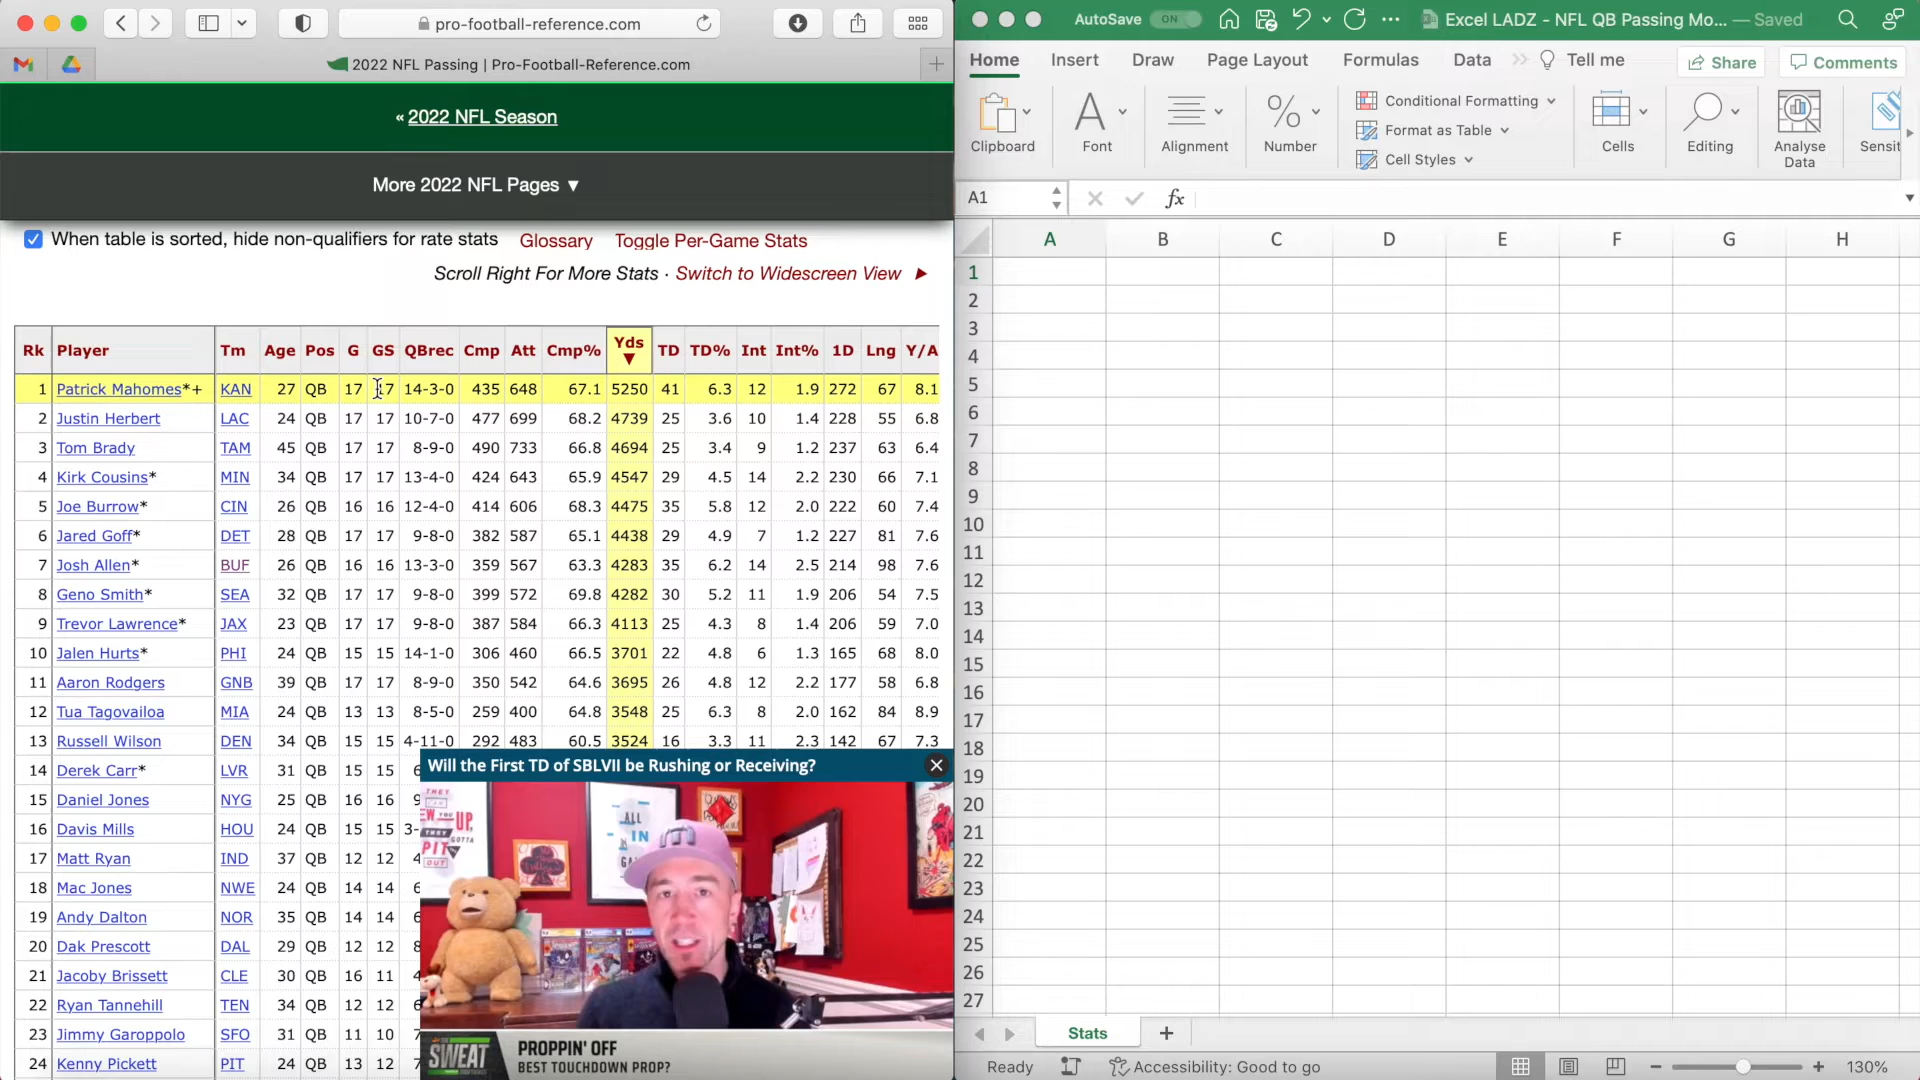 pro-football-reference.com
2022 NFL Passing | Pro-Football-Reference.com
« 2022 NFL Season
More 2022 NFL Pages ▼
When table is sorted, hide non-qualifiers for rate stats Glossary Toggle Per-Game Stats
Scroll Right For More Stats · Switch to Widescreen View ►
Rk Player Tm Age Pos G GS QBrec Cmp Att Cmp% Yds ▼ TD TD% Int Int% 1D Lng Y/A
1 Patrick Mahomes*+ KAN 27 QB 17 17 14-3-0 435 648 67.1 5250 41 6.3 12 1.9 272 67 8.1
2 Justin Herbert LAC 24 QB 17 17 10-7-0 477 699 68.2 4739 25 3.6 10 1.4 228 55 6.8
3 Tom Brady TAM 45 QB 17 17 8-9-0 490 733 66.8 4694 25 3.4 9 1.2 237 63 6.4
4 Kirk Cousins* MIN 34 QB 17 17 13-4-0 424 643 65.9 4547 29 4.5 14 2.2 230 66 7.1
5 Joe Burrow* CIN 26 QB 16 16 12-4-0 414 606 68.3 4475 35 5.8 12 2.0 222 60 7.4
6 Jared Goff* DET 28 QB 17 17 9-8-0 382 587 65.1 4438 29 4.9 7 1.2 227 81 7.6
7 Josh Allen* BUF 26 QB 16 16 13-3-0 359 567 63.3 4283 35 6.2 14 2.5 214 98 7.6
8 Geno Smith* SEA 32 QB 17 17 9-8-0 399 572 69.8 4282 30 5.2 11 1.9 206 54 7.5
9 Trevor Lawrence* JAX 23 QB 17 17 9-8-0 387 584 66.3 4113 25 4.3 8 1.4 206 59 7.0
10 Jalen Hurts* PHI 24 QB 15 15 14-1-0 306 460 66.5 3701 22 4.8 6 1.3 165 68 8.0
11 Aaron Rodgers GNB 39 QB 17 17 8-9-0 350 542 64.6 3695 26 4.8 12 2.2 177 58 6.8
12 Tua Tagovailoa MIA 24 QB 13 13 8-5-0 259 400 64.8 3548 25 6.3 8 2.0 162 84 8.9
13 Russell Wilson DEN 34 QB 15 15 4-11-0 292 483 60.5 3524 16 3.3 11 2.3 142 67 7.3
14 Derek Carr* LVR 31 QB 15 15 6
15 Daniel Jones NYG 25 QB 16 16 9
16 Davis Mills HOU 24 QB 15 15 3-
17 Matt Ryan IND 37 QB 12 12 4
18 Mac Jones NWE 24 QB 14 14 6
19 Andy Dalton NOR 35 QB 14 14 6
20 Dak Prescott DAL 29 QB 12 12 8
21 Jacoby Brissett CLE 30 QB 16 11 4
22 Ryan Tannehill TEN 34 QB 12 12 6
23 Jimmy Garoppolo SFO 31 QB 11 10 7
24 Kenny Pickett PIT 24 QB 13 12 7
Will the First TD of SBLVII be Rushing or Receiving?
THEY
UP,
THEY
GOTTA
PIT
OUT
ALL
IN
SWEAT
PROPPIN' OFF
BEST TOUCHDOWN PROP?
AutoSave ON
Excel LADZ - NFL QB Passing Mo... — Saved
Home Insert Draw Page Layout Formulas Data Tell me Share Comments
Clipboard Font Alignment Number
Conditional Formatting
Format as Table
Cell Styles
Cells Editing Analyse Data Sensit
A1 fx
A B C D E F G H
1
2
3
4
5
6
7
8
9
10
11
12
13
14
15
16
17
18
19
20
21
22
23
24
25
26
27
Stats +
Ready Accessibility: Good to go 130%